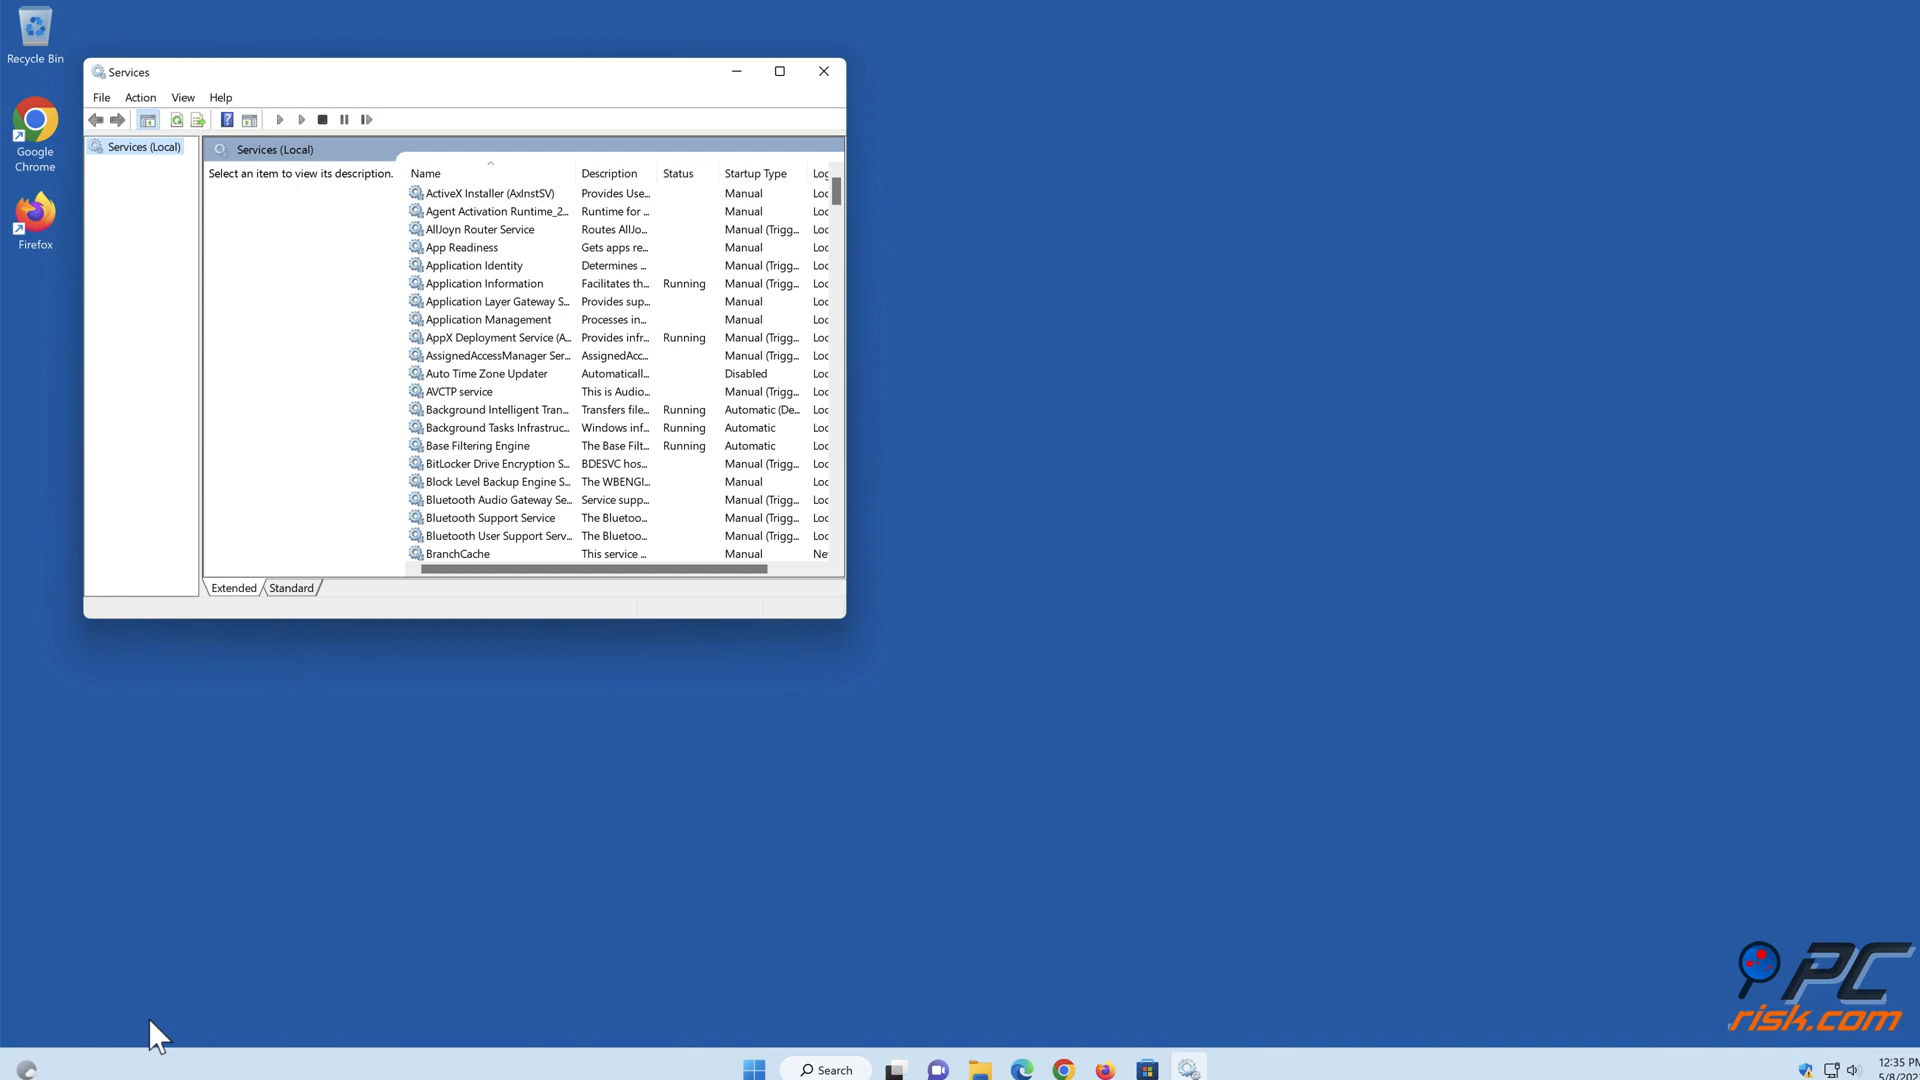 Recycle Bin
Google
Chrome
Firefox
Services
File Action View Help
Services (Local)
Services (Local)
Select an item to view its description.
Name Description Status Startup Type Log
ActiveX Installer (AxInstSV) Provides Use... Manual Loc
Agent Activation Runtime_2... Runtime for ... Manual Loc
AllJoyn Router Service Routes AllJo... Manual (Trigg... Loc
App Readiness Gets apps re... Manual Loc
Application Identity Determines ... Manual (Trigg... Loc
Application Information Facilitates th... Running Manual (Trigg... Loc
Application Layer Gateway S... Provides sup... Manual Loc
Application Management Processes in... Manual Loc
AppX Deployment Service (A... Provides infr... Running Manual (Trigg... Loc
AssignedAccessManager Ser... AssignedAcc... Manual (Trigg... Loc
Auto Time Zone Updater Automaticall... Disabled Loc
AVCTP service This is Audio... Manual (Trigg... Loc
Background Intelligent Tran... Transfers file... Running Automatic (De... Loc
Background Tasks Infrastruc... Windows inf... Running Automatic Loc
Base Filtering Engine The Base Filt... Running Automatic Loc
BitLocker Drive Encryption S... BDESVC hos... Manual (Trigg... Loc
Block Level Backup Engine S... The WBENGI... Manual Loc
Bluetooth Audio Gateway Se... Service supp... Manual (Trigg... Loc
Bluetooth Support Service The Bluetoo... Manual (Trigg... Loc
Bluetooth User Support Serv... The Bluetoo... Manual (Trigg... Loc
BranchCache This service ... Manual Net
Extended Standard
PC
risk.com
Search
12:35 PM
5/8/202